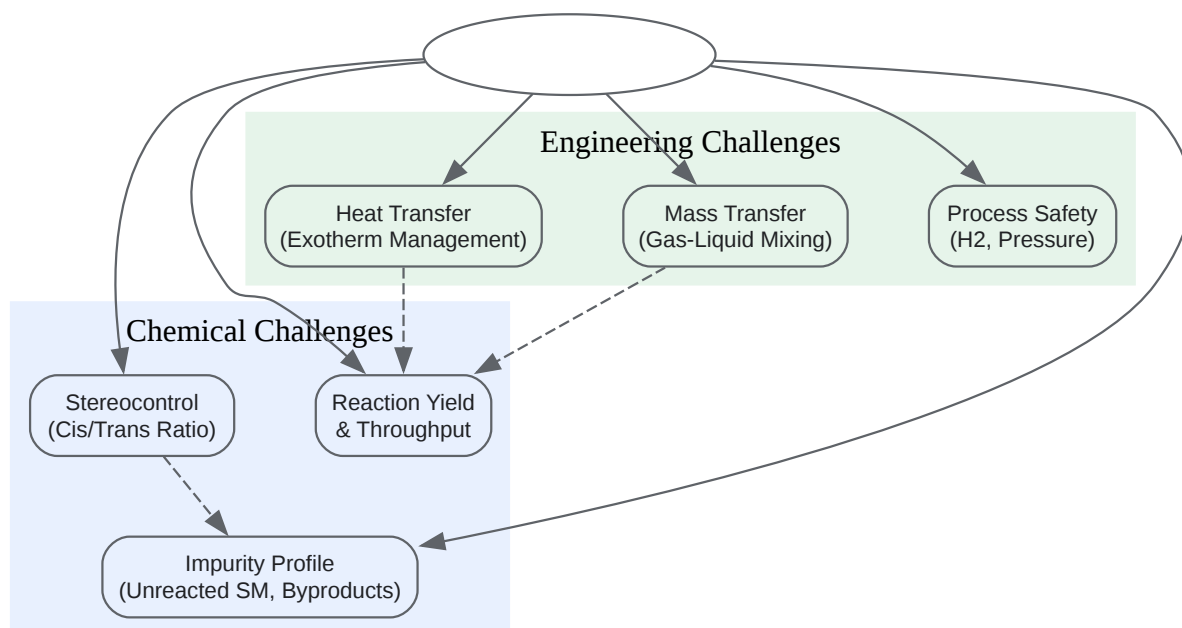 Engineering Challenges
Heat Transfer
(Exotherm Management)
Mass Transfer
(Gas-Liquid Mixing)
Process Safety
(H2, Pressure)
Chemical Challenges
Stereocontrol
(Cis/Trans Ratio)
Reaction Yield
& Throughput
Impurity Profile
(Unreacted SM, Byproducts)